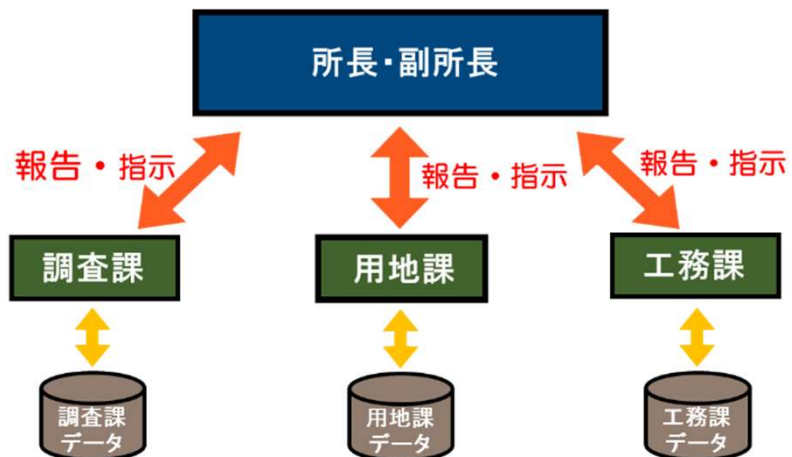 所長・副所長
報告・指示
報告・指示
報告・指示
調査課
用地課
工務課
調査課
データ
用地課
データ
工務課
データ